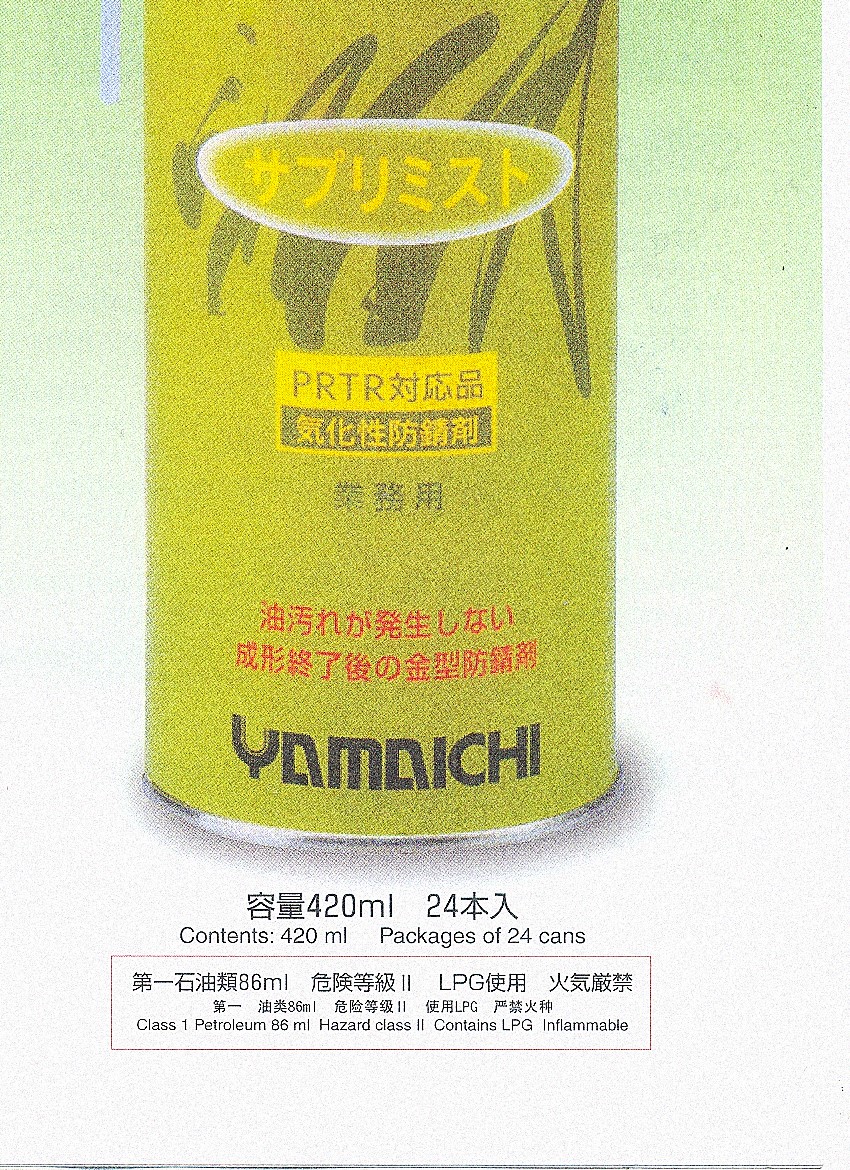 サプリミスト
PRTR対応品
気化性防錆剤
業務用
油汚れが発生しない
成形終了後の金型防錆剤
YAMAICHI
容量420ml 24本入
Contents: 420 ml Packages of 24 cans
第一石油類86ml 危険等級Ⅱ LPG使用 火気厳禁
第一 油类86ml 危险等级Ⅱ 使用LPG 严禁火种
Class 1 Petroleum 86 ml Hazard class II Contains LPG Inflammable